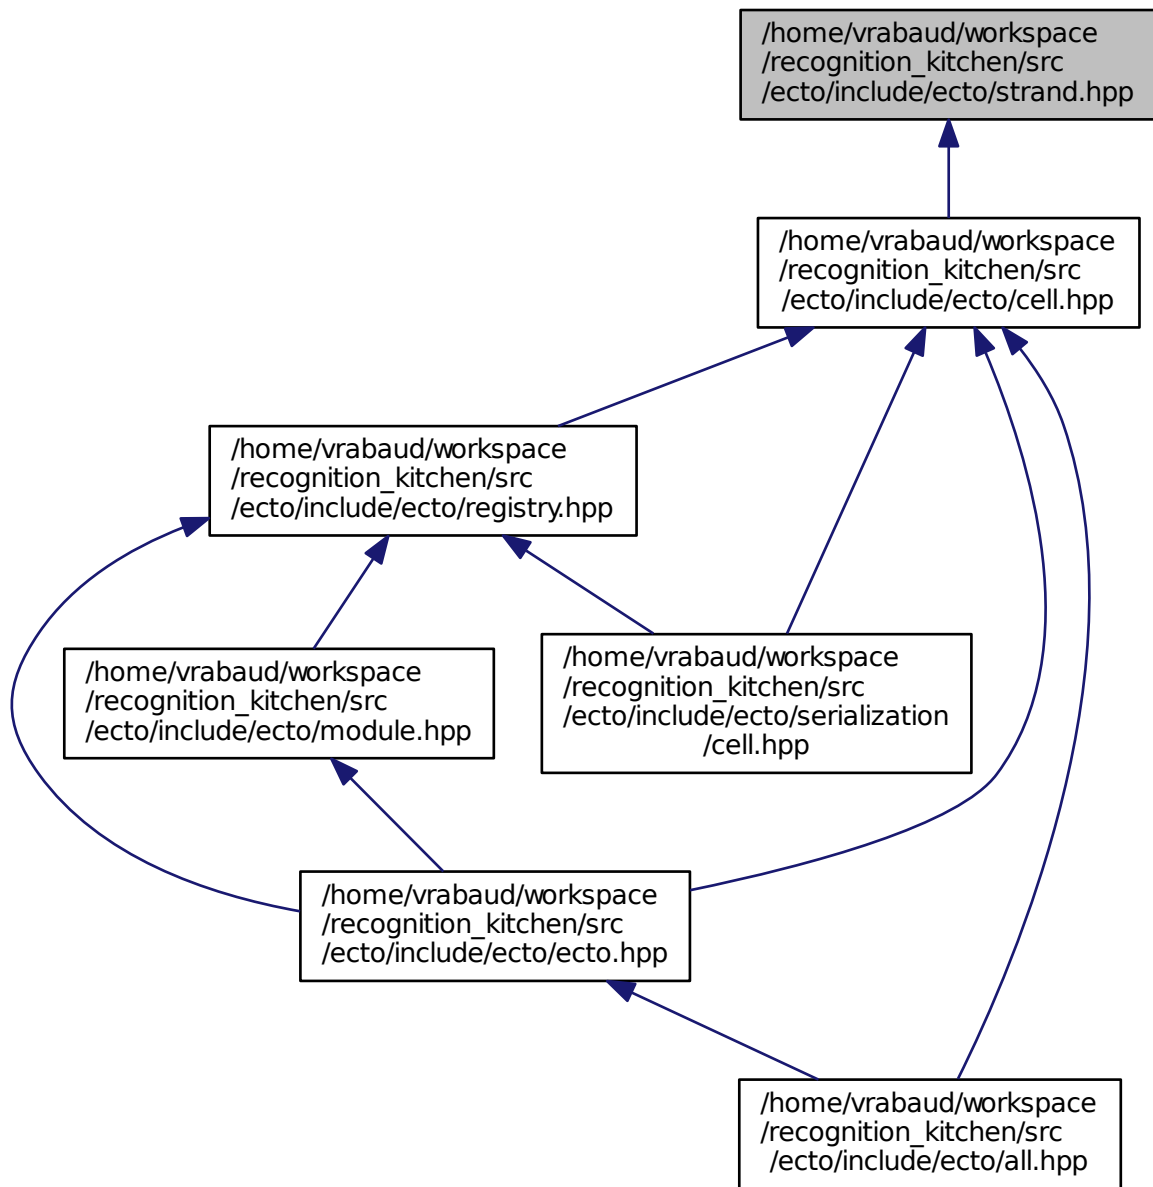 /home/vrabaud/workspace
/recognition_kitchen/src
/ecto/include/ecto/strand.hpp
/home/vrabaud/workspace
/recognition_kitchen/src
/ecto/include/ecto/cell.hpp
/home/vrabaud/workspace
/recognition_kitchen/src
/ecto/include/ecto/registry.hpp
/home/vrabaud/workspace
/recognition_kitchen/src
/ecto/include/ecto/module.hpp
/home/vrabaud/workspace
/recognition_kitchen/src
/ecto/include/ecto/serialization
/cell.hpp
/home/vrabaud/workspace
/recognition_kitchen/src
/ecto/include/ecto/ecto.hpp
/home/vrabaud/workspace
/recognition_kitchen/src
/ecto/include/ecto/all.hpp